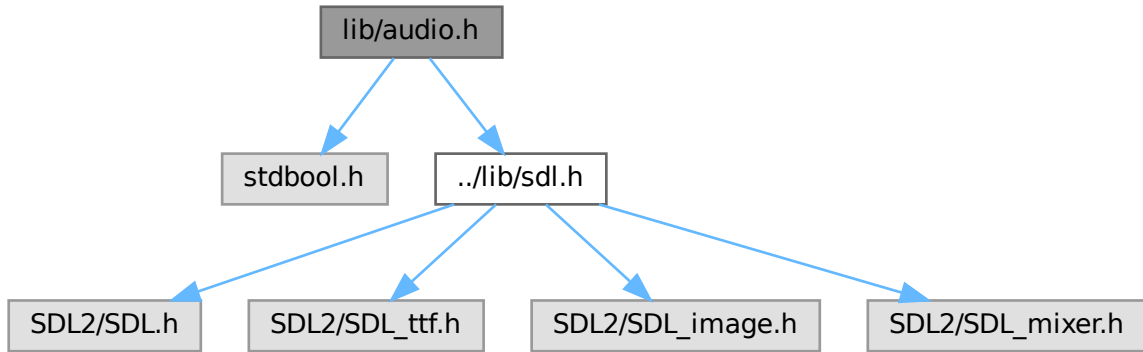 lib/audio.h
stdbool.h
../lib/sdl.h
SDL2/SDL.h
SDL2/SDL_ttf.h
SDL2/SDL_image.h
SDL2/SDL_mixer.h